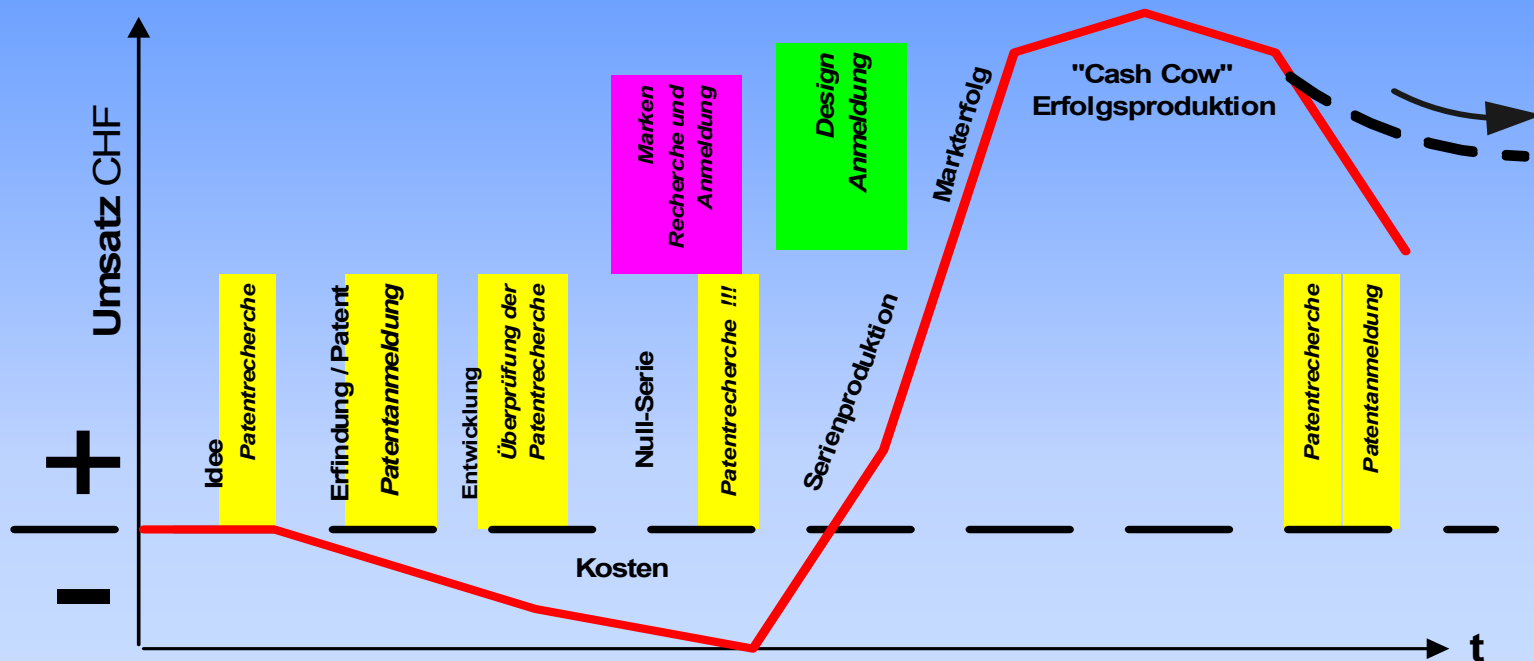 Umsatz CHF
+
-
Idee
Patentrecherche
Erfindung / Patent
Patentanmeldung
Entwicklung
Überprüfung der
Patentrecherche
Null-Serie
Marken
Recherche und
Anmeldung
Patentrecherche !!!
Design
Anmeldung
Kosten
Serienproduktion
Markterfolg
"Cash Cow"
Erfolgsproduktion
Patentrecherche
Patentanmeldung
t